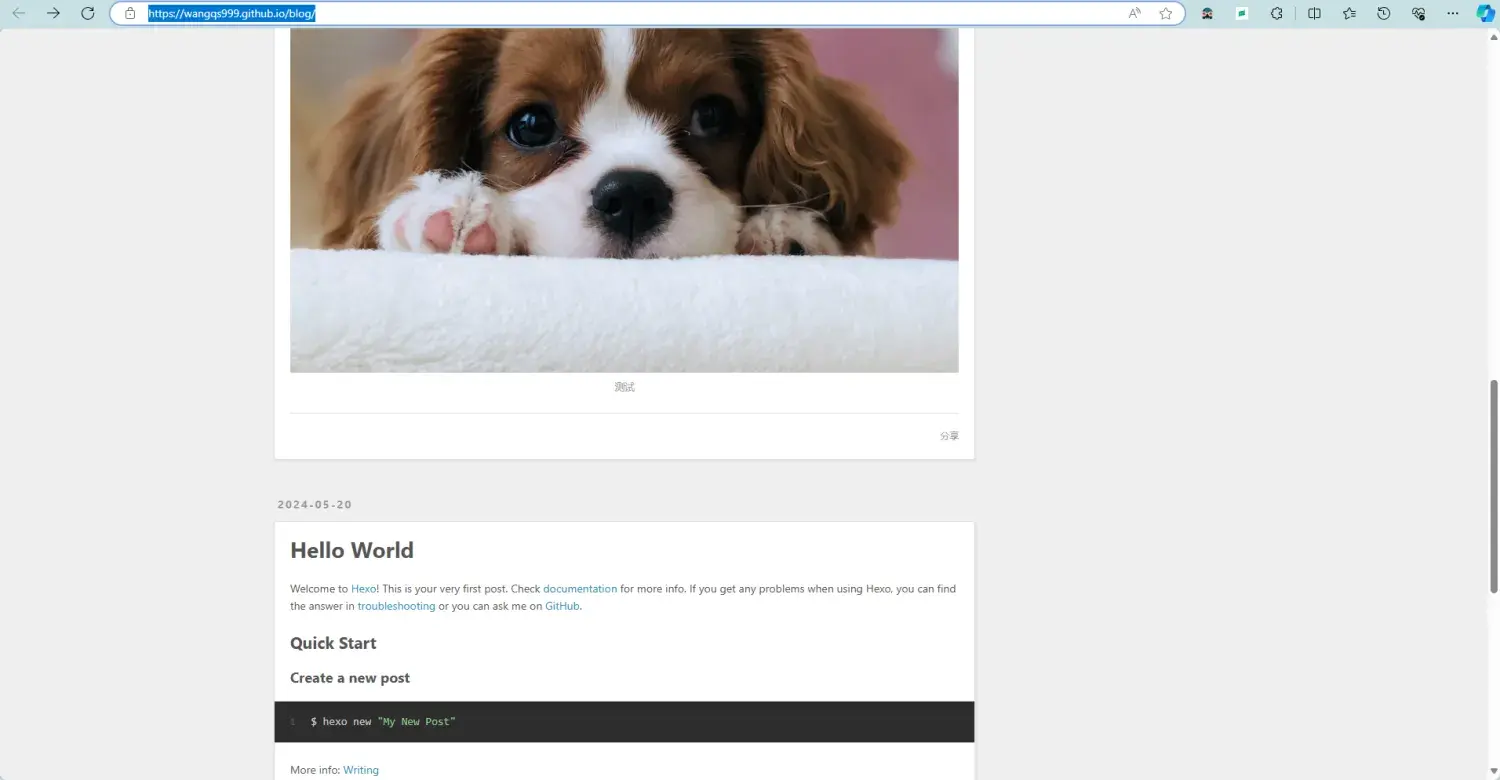 https://wangqs999.github.io/blog/
测试
分享
2024-05-20
Hello World
Welcome to Hexo! This is your very first post. Check documentation for more info. If you get any problems when using Hexo, you can find
the answer in troubleshooting or you can ask me on GitHub.
Quick Start
Create a new post
1 $ hexo new "My New Post"
More info: Writing